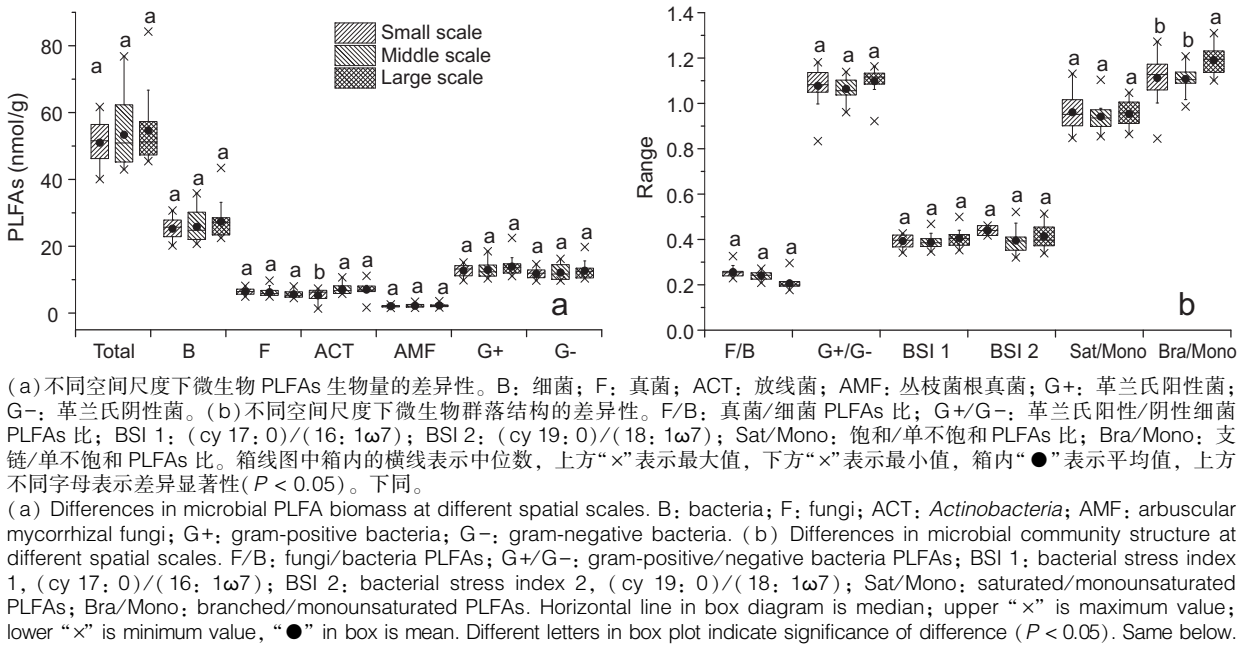 80
60
40
20
0
PLFAs (nmol/g)
a a a
a a a
a a a
b a a
a a a
a a a
a a a
Small scale
Middle scale
Large scale
a
Total B F ACT AMF G+ G-
1.4
1.2
1.0
0.8
0.6
0.4
0.2
0.0
Range
a a a
a a a
a a a
a a a
a a a
b b a
b
F/B G+/G- BSI 1 BSI 2 Sat/Mono Bra/Mono
(a)不同空间尺度下微生物 PLFAs 生物量的差异性。B: 细菌; F: 真菌; ACT: 放线菌; AMF: 丛枝菌根真菌; G+: 革兰氏阳性菌;
G−: 革兰氏阴性菌。(b)不同空间尺度下微生物群落结构的差异性。F/B: 真菌/细菌 PLFAs 比; G+/G−: 革兰氏阳性/阴性细菌
PLFAs 比; BSI 1: (cy 17: 0)/(16: 1ω7); BSI 2: (cy 19: 0)/(18: 1ω7); Sat/Mono: 饱和/单不饱和 PLFAs 比; Bra/Mono: 支
链/单不饱和 PLFAs 比。箱线图中箱内的横线表示中位数, 上方“×”表示最大值, 下方“×”表示最小值, 箱内“●”表示平均值, 上方
不同字母表示差异显著性(P < 0.05)。下同。
(a) Differences in microbial PLFA biomass at different spatial scales. B: bacteria; F: fungi; ACT: Actinobacteria; AMF: arbuscular
mycorrhizal fungi; G+: gram-positive bacteria; G−: gram-negative bacteria. (b) Differences in microbial community structure at
different spatial scales. F/B: fungi/bacteria PLFAs; G+/G−: gram-positive/negative bacteria PLFAs; BSI 1: bacterial stress index
1, (cy 17: 0)/(16: 1ω7); BSI 2: bacterial stress index 2, (cy 19: 0)/(18: 1ω7); Sat/Mono: saturated/monounsaturated
PLFAs; Bra/Mono: branched/monounsaturated PLFAs. Horizontal line in box diagram is median; upper “×” is maximum value;
lower “×” is minimum value, “●” in box is mean. Different letters in box plot indicate significance of difference (P < 0.05). Same below.